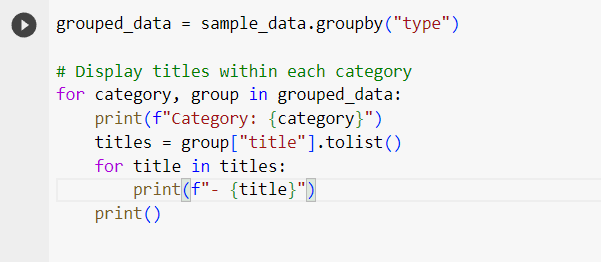 grouped_data = sample_data.groupby("type")

# Display titles within each category
for category, group in grouped_data:
    print(f"Category: {category}")
    titles = group["title"].tolist()
    for title in titles:
        print(f"- {title}")
    print()